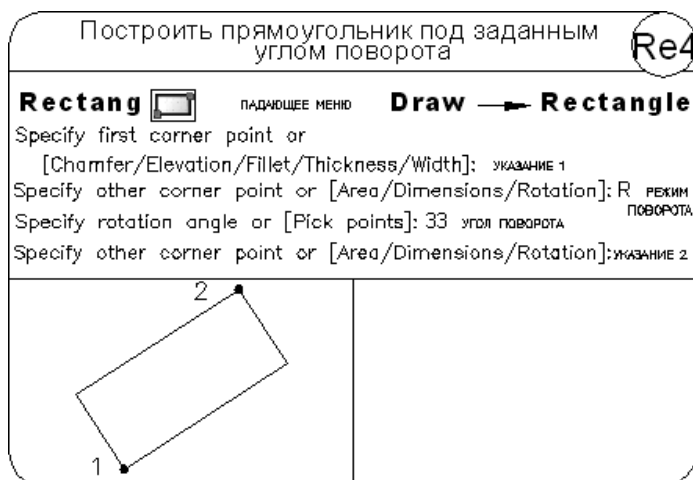 Построить прямоугольник под заданным
углом поворота
Re4
Rectang ПАДАЮЩЕЕ МЕНЮ Draw Rectangle
Specify first corner point or
[Chamfer/Elevation/Fillet/Thickness/Width]: УКАЗАНИЕ 1
Specify other corner point or [Area/Dimensions/Rotation]: R РЕЖИМ
ПОВОРОТА
Specify rotation angle or [Pick points]: 33 УГОЛ ПОВОРОТА
Specify other corner point or [Area/Dimensions/Rotation]: УКАЗАНИЕ 2
2
1